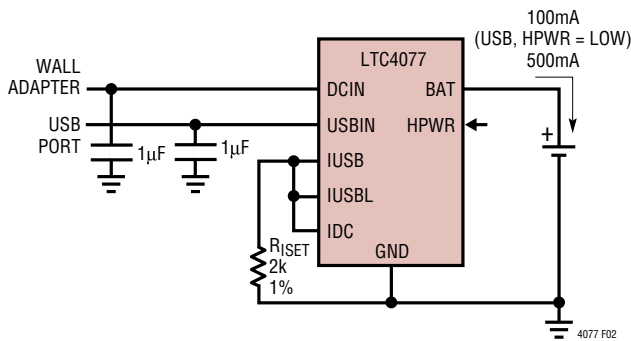 100mA
(USB, HPWR = LOW)
500mA
LTC4077
WALL
ADAPTER
DCIN
BAT
USB
PORT
USBIN
HPWR
+
1µF
1µF
IUSB
IUSBL
IDC
RISET
2k
1%
GND
4077 F02